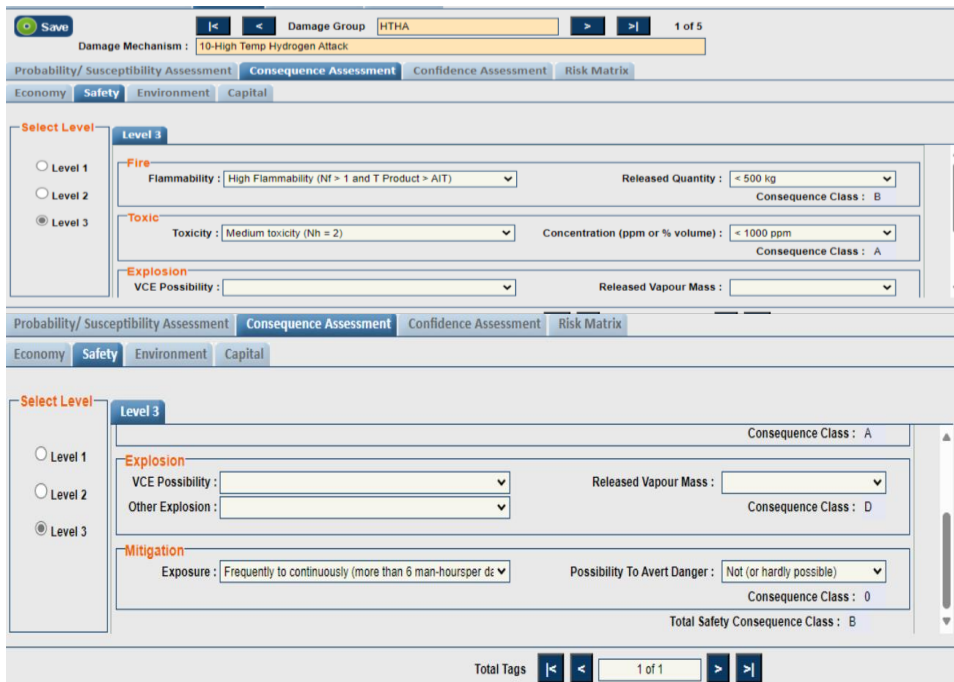 Save |< < Damage Group HTHA > >| 1 of 5
Damage Mechanism : 10-High Temp Hydrogen Attack
Probability/ Susceptibility Assessment Consequence Assessment Confidence Assessment Risk Matrix
Economy Safety Environment Capital
Select Level
Level 1
Level 2
Level 3
Level 3
Fire
Flammability : High Flammability (Nf > 1 and T Product > AIT) Released Quantity : < 500 kg
Consequence Class : B
Toxic
Toxicity : Medium toxicity (Nh = 2) Concentration (ppm or % volume) : < 1000 ppm
Consequence Class : A
Explosion
VCE Possibility : Released Vapour Mass :
Probability/ Susceptibility Assessment Consequence Assessment Confidence Assessment Risk Matrix
Economy Safety Environment Capital
Select Level
Level 1
Level 2
Level 3
Level 3
Consequence Class : A
Explosion
VCE Possibility : Released Vapour Mass :
Other Explosion : Consequence Class : D
Mitigation
Exposure : Frequently to continuously (more than 6 man-hoursper da Possibility To Avert Danger : Not (or hardly possible)
Consequence Class : 0
Total Safety Consequence Class : B
Total Tags |< < 1 of 1 > >|